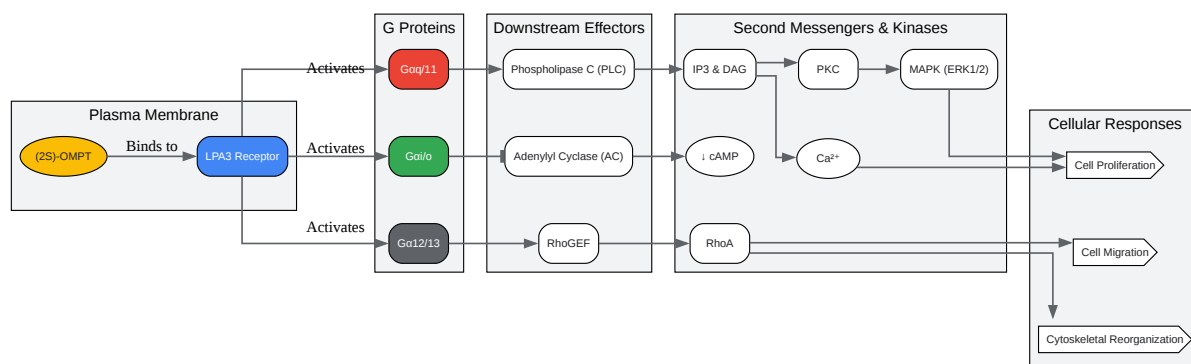 G Proteins
Downstream Effectors
Second Messengers & Kinases
Activates
Gαq/11
Phospholipase C (PLC)
IP3 & DAG
PKC
MAPK (ERK1/2)
Plasma Membrane
Cellular Responses
(2S)-OMPT
Binds to
LPA3 Receptor
Activates
Gαi/o
Adenylyl Cyclase (AC)
↓ cAMP
Ca²⁺
Cell Proliferation
Activates
Gα12/13
RhoGEF
RhoA
Cell Migration
Cytoskeletal Reorganization